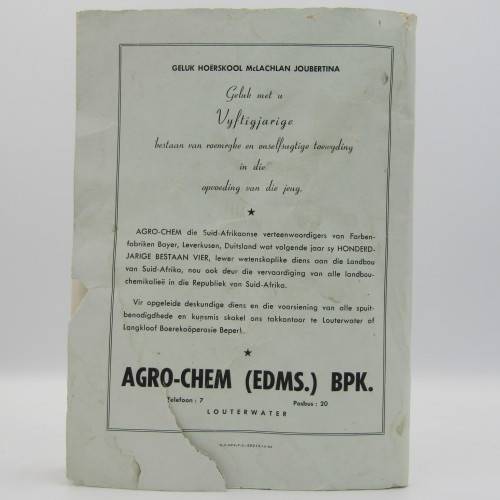 GELUK HOËRSKOOL McLACHLAN JOUBERTINA
Geluk met u
Vyftigjarige
bestaan van roemryke en onselfsugtige toewyding
in die
opvoeding van die jeug.
AGRO-CHEM die Suid-Afrikaanse verteenwoordigers van Farben-
fabriken Bayer, Leverkusen, Duitsland wat volgende jaar sy HONDERD-
JARIGE BESTAAN VIER, lewer wetenskaplike diens aan die Landbou
van Suid-Afrika, nou ook deur die vervaardiging van alle landbou-
chemikalieë in die Republiek van Suid-Afrika.
Vir opgeleide deskundige diens en die voorsiening van alle spuit-
benodigdhede en kunsmis skakel ons takkantoor te Louterwater of
Langkloof Boerekoöperasie Beperk.
AGRO-CHEM (EDMS.) BPK.
Telefoon : 7 Posbus : 20
LOUTERWATER